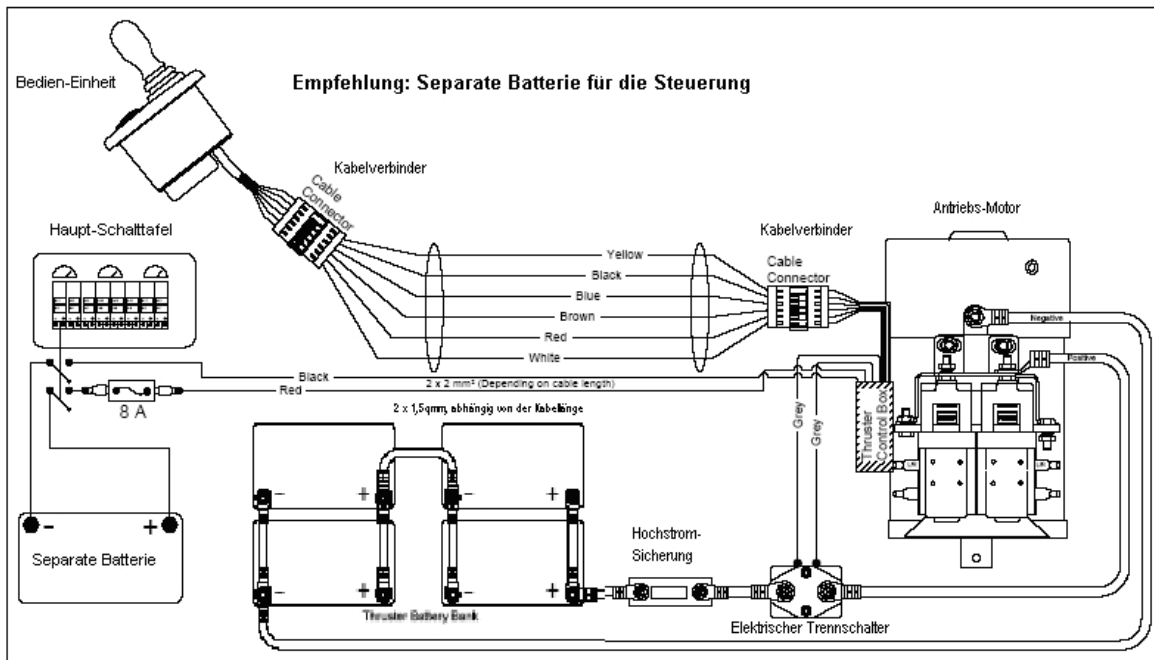 Bedien-Einheit
Empfehlung: Separate Batterie für die Steuerung
Kabelverbinder
Cable
Connector
Haupt-Schalttafel
Antriebs-Motor
Kabelverbinder
Cable
Connector
Yellow
Black
Blue
Brown
Red
White
Negative
Positive
Black
2 x 2 mm² (Depending on cable length)
Red
8 A
2 x 1,5qmm, abhängig von der Kabellänge
Grey
Grey
Thruster
Control Box
- +
- +
- +
Separate Batterie
- +
- +
Hochstrom-
Sicherung
Thruster Battery Bank
Elektrischer Trennschalter